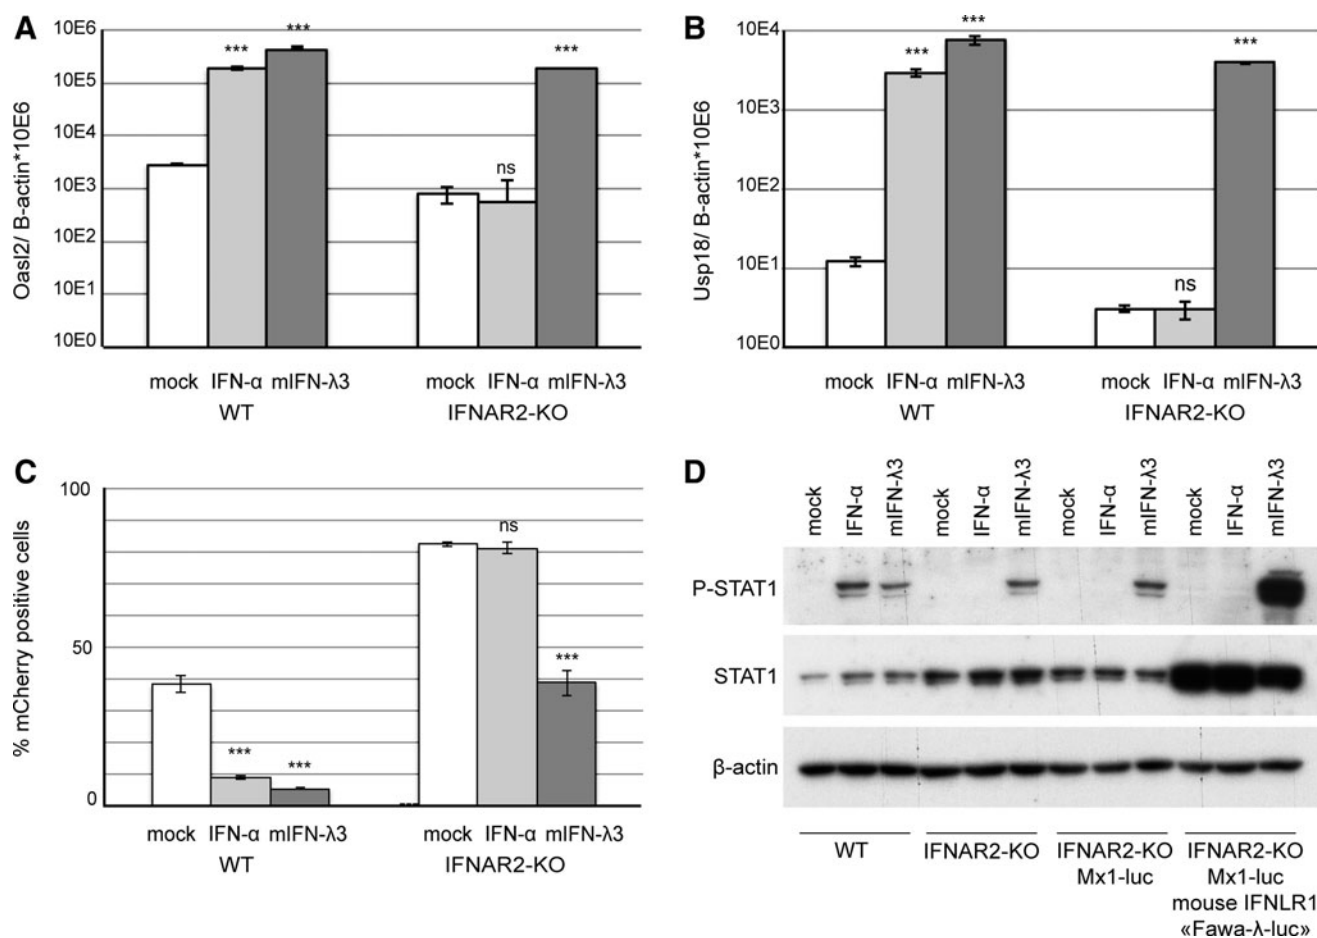 A
Oasl2/ B-actin*10E6
10E6
10E5
10E4
10E3
10E2
10E1
10E0
***
***
ns
***
mock IFN-α mIFN-λ3
mock IFN-α mIFN-λ3
WT
IFNAR2-KO
B
Usp18/ B-actin*10E6
10E4
10E3
10E2
10E1
10E0
***
***
ns
***
mock IFN-α mIFN-λ3
mock IFN-α mIFN-λ3
WT
IFNAR2-KO
C
% mCherry positive cells
100
50
0
***
***
ns
***
mock IFN-α mIFN-λ3
mock IFN-α mIFN-λ3
WT
IFNAR2-KO
D
mock IFN-α mIFN-λ3 mock IFN-α mIFN-λ3 mock IFN-α mIFN-λ3 mock IFN-α mIFN-λ3
P-STAT1
STAT1
β-actin
WT
IFNAR2-KO
IFNAR2-KO
Mx1-luc
IFNAR2-KO
Mx1-luc
mouse IFNLR1
«Fawa-λ-luc»